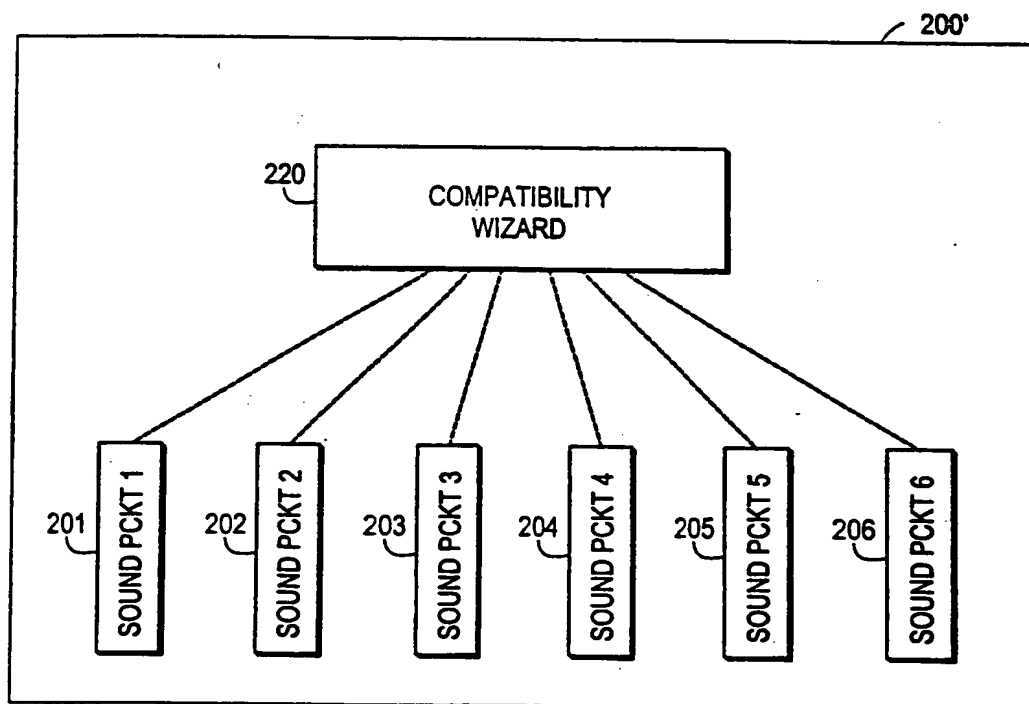 200'
220
COMPATIBILITY
WIZARD
201
SOUND PCKT 1
202
SOUND PCKT 2
203
SOUND PCKT 3
204
SOUND PCKT 4
205
SOUND PCKT 5
206
SOUND PCKT 6